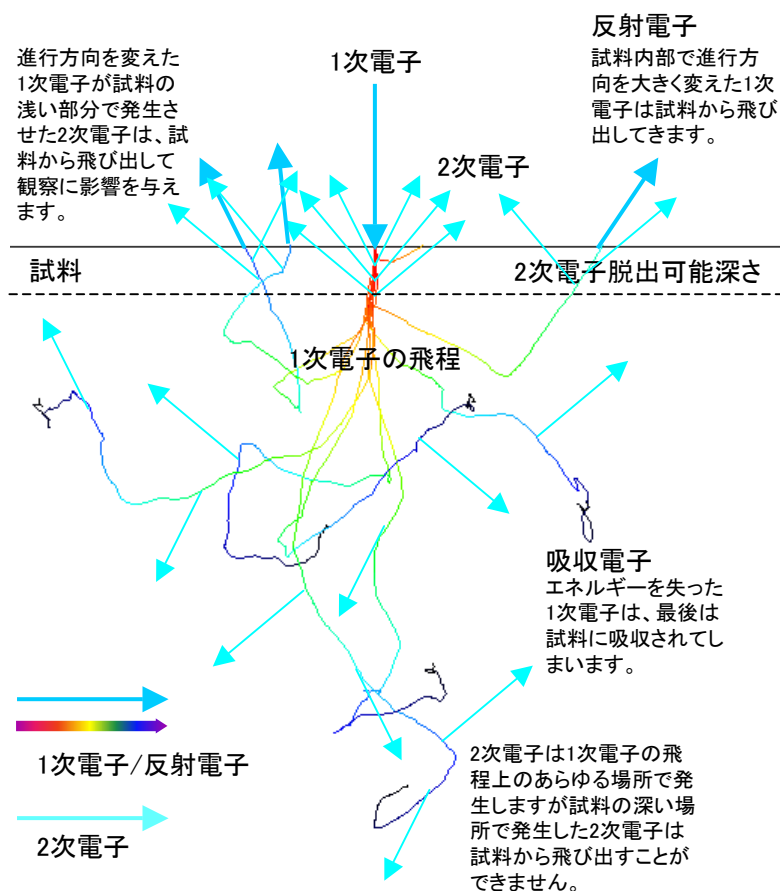 進行方向を変えた
1次電子が試料の
浅い部分で発生さ
せた2次電子は、試
料から飛び出して
観察に影響を与え
ます。
1次電子
反射電子
試料内部で進行方
向を大きく変えた1次
電子は試料から飛び
出してきます。
2次電子
試料
2次電子脱出可能深さ
1次電子の飛程
吸収電子
エネルギーを失った
1次電子は、最後は
試料に吸収されてし
まいます。
1次電子/反射電子
2次電子
2次電子は1次電子の飛
程上のあらゆる場所で発
生しますが試料の深い場
所で発生した2次電子は
試料から飛び出すことが
できません。